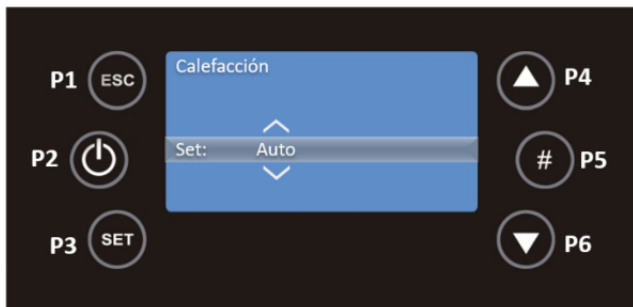 Calefacción
P1 ESC
P4
Set: Auto
P2
# P5
P3 SET
P6